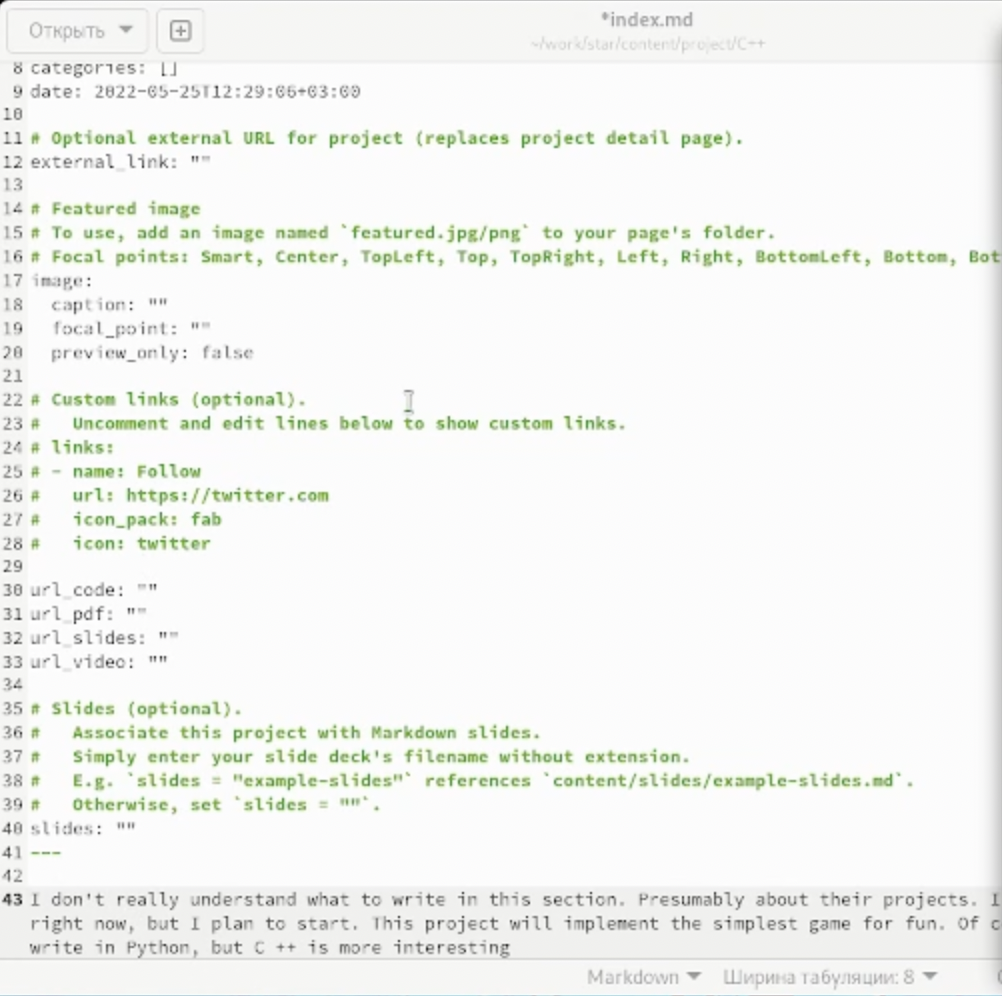 Открыть
*index.md
~/work/star/content/project/C++
8 categories: []
9 date: 2022-05-25T12:29:06+03:00
10
11 # Optional external URL for project (replaces project detail page).
12 external_link: ""
13
14 # Featured image
15 # To use, add an image named `featured.jpg/png` to your page's folder.
16 # Focal points: Smart, Center, TopLeft, Top, TopRight, Left, Right, BottomLeft, Bottom, Bot
17 image:
18   caption: ""
19   focal_point: ""
20   preview_only: false
21
22 # Custom links (optional).
23 #   Uncomment and edit lines below to show custom links.
24 # links:
25 # - name: Follow
26 #   url: https://twitter.com
27 #   icon_pack: fab
28 #   icon: twitter
29
30 url_code: ""
31 url_pdf: ""
32 url_slides: ""
33 url_video: ""
34
35 # Slides (optional).
36 #   Associate this project with Markdown slides.
37 #   Simply enter your slide deck's filename without extension.
38 #   E.g. `slides = "example-slides"` references `content/slides/example-slides.md`.
39 #   Otherwise, set `slides = ""`.
40 slides: ""
41 ---
42
43 I don't really understand what to write in this section. Presumably about their projects. I
right now, but I plan to start. This project will implement the simplest game for fun. Of c
write in Python, but C ++ is more interesting
Markdown Ширина табуляции: 8